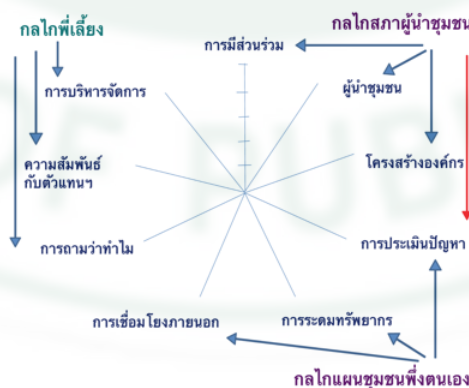 กลไกพี่เลี้ยง
กลไกสภาผู้นำชุมชน
การมีส่วนร่วม
การบริหารจัดการ
ผู้นำชุมชน
ความสัมพันธ์
กับตัวแทนฯ
โครงสร้างองค์กร
การถามว่าทำไม
การประเมินปัญหา
การเชื่อมโยงภายนอก
การระดมทรัพยากร
กลไกแผนชุมชนพึ่งตนเอง